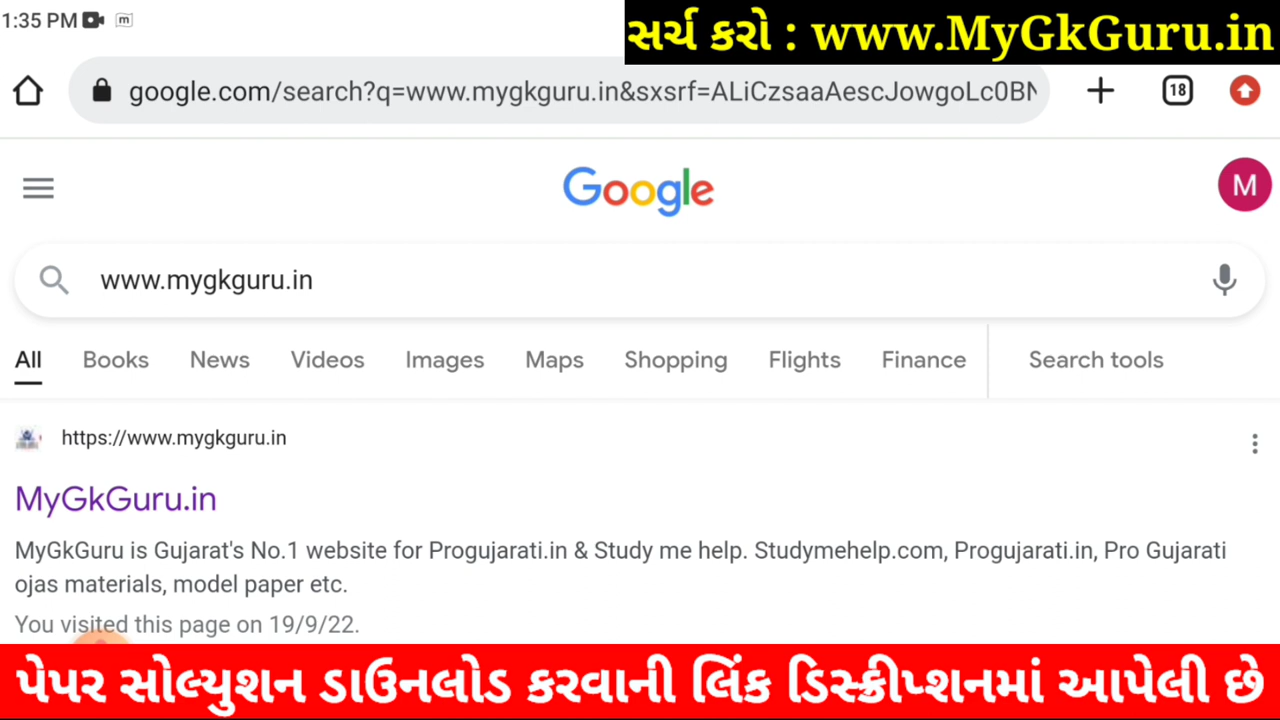 1:35 PM m
સર્ચ કરો : www.MyGkGuru.in
google.com/search?q=www.mygkguru.in&sxsrf=ALiCzsaaAescJowgoLc0BN
18
Google
M
www.mygkguru.in
All Books News Videos Images Maps Shopping Flights Finance Search tools
https://www.mygkguru.in
MyGkGuru.in
MyGkGuru is Gujarat's No.1 website for Progujarati.in & Study me help. Studymehelp.com, Progujarati.in, Pro Gujarati
ojas materials, model paper etc.
You visited this page on 19/9/22.
પેપર સોલ્યુશન ડાઉનલોડ કરવાની લિંક ડિસ્ક્રીપ્શનમાં આપેલી છે